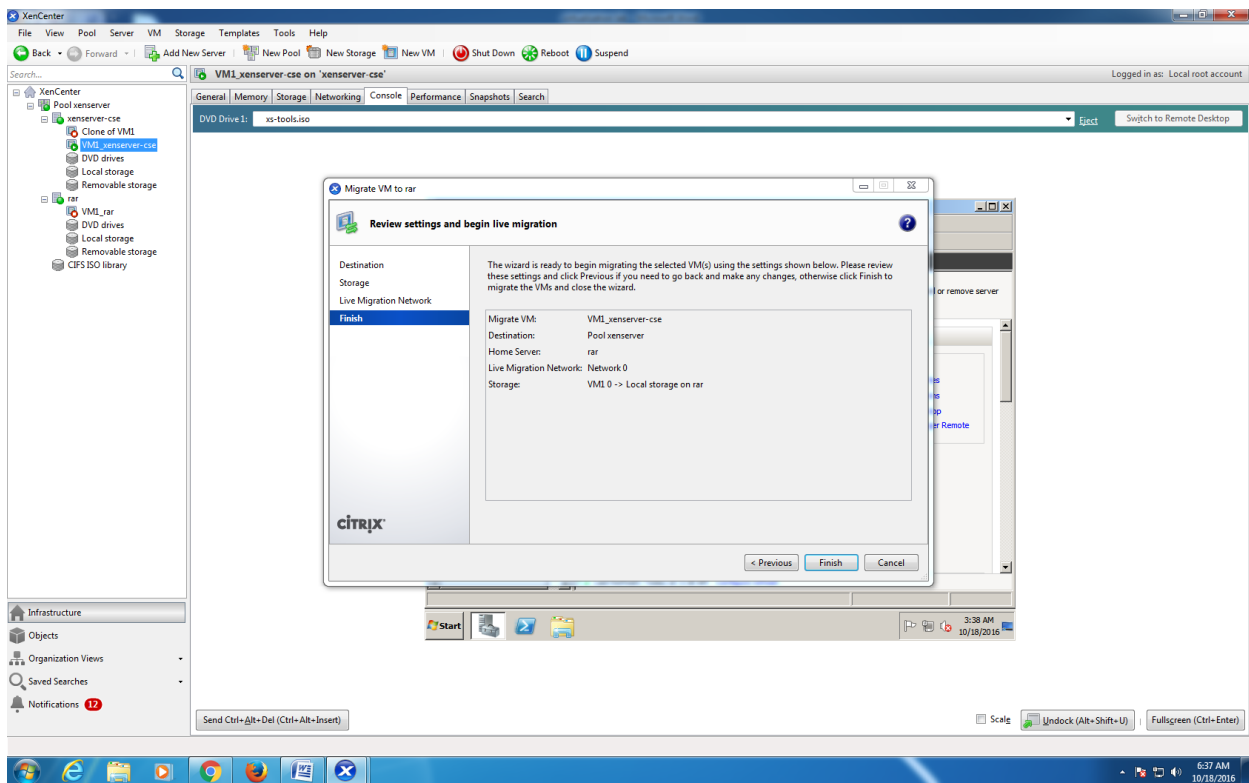 XenCenter
File View Pool Server VM Storage Templates Tools Help
Back Forward Add New Server New Pool New Storage New VM Shut Down Reboot Suspend
Search...
VM1_xenserver-cse on 'xenserver-cse'
Logged in as: Local root account
XenCenter
Pool xenserver
xenserver-cse
Clone of VM1
VM1_xenserver-cse
DVD drives
Local storage
Removable storage
rar
VM1_rar
DVD drives
Local storage
Removable storage
CIFS ISO library
General Memory Storage Networking Console Performance Snapshots Search
DVD Drive 1: xs-tools.iso
Eject
Switch to Remote Desktop
Migrate VM to rar
Review settings and begin live migration
Destination
Storage
Live Migration Network
Finish
The wizard is ready to begin migrating the selected VM(s) using the settings shown below. Please review
these settings and click Previous if you need to go back and make any changes, otherwise click Finish to
migrate the VMs and close the wizard.
Migrate VM: VM1_xenserver-cse
Destination: Pool xenserver
Home Server: rar
Live Migration Network: Network 0
Storage: VM1 0 -> Local storage on rar
CITRIX
< Previous Finish Cancel
or remove server
Remote
Start
3:38 AM
10/18/2016
Infrastructure
Objects
Organization Views
Saved Searches
Notifications 12
Send Ctrl+Alt+Del (Ctrl+Alt+Insert)
Scale
Undock (Alt+Shift+U)
Fullscreen (Ctrl+Enter)
6:37 AM
10/18/2016